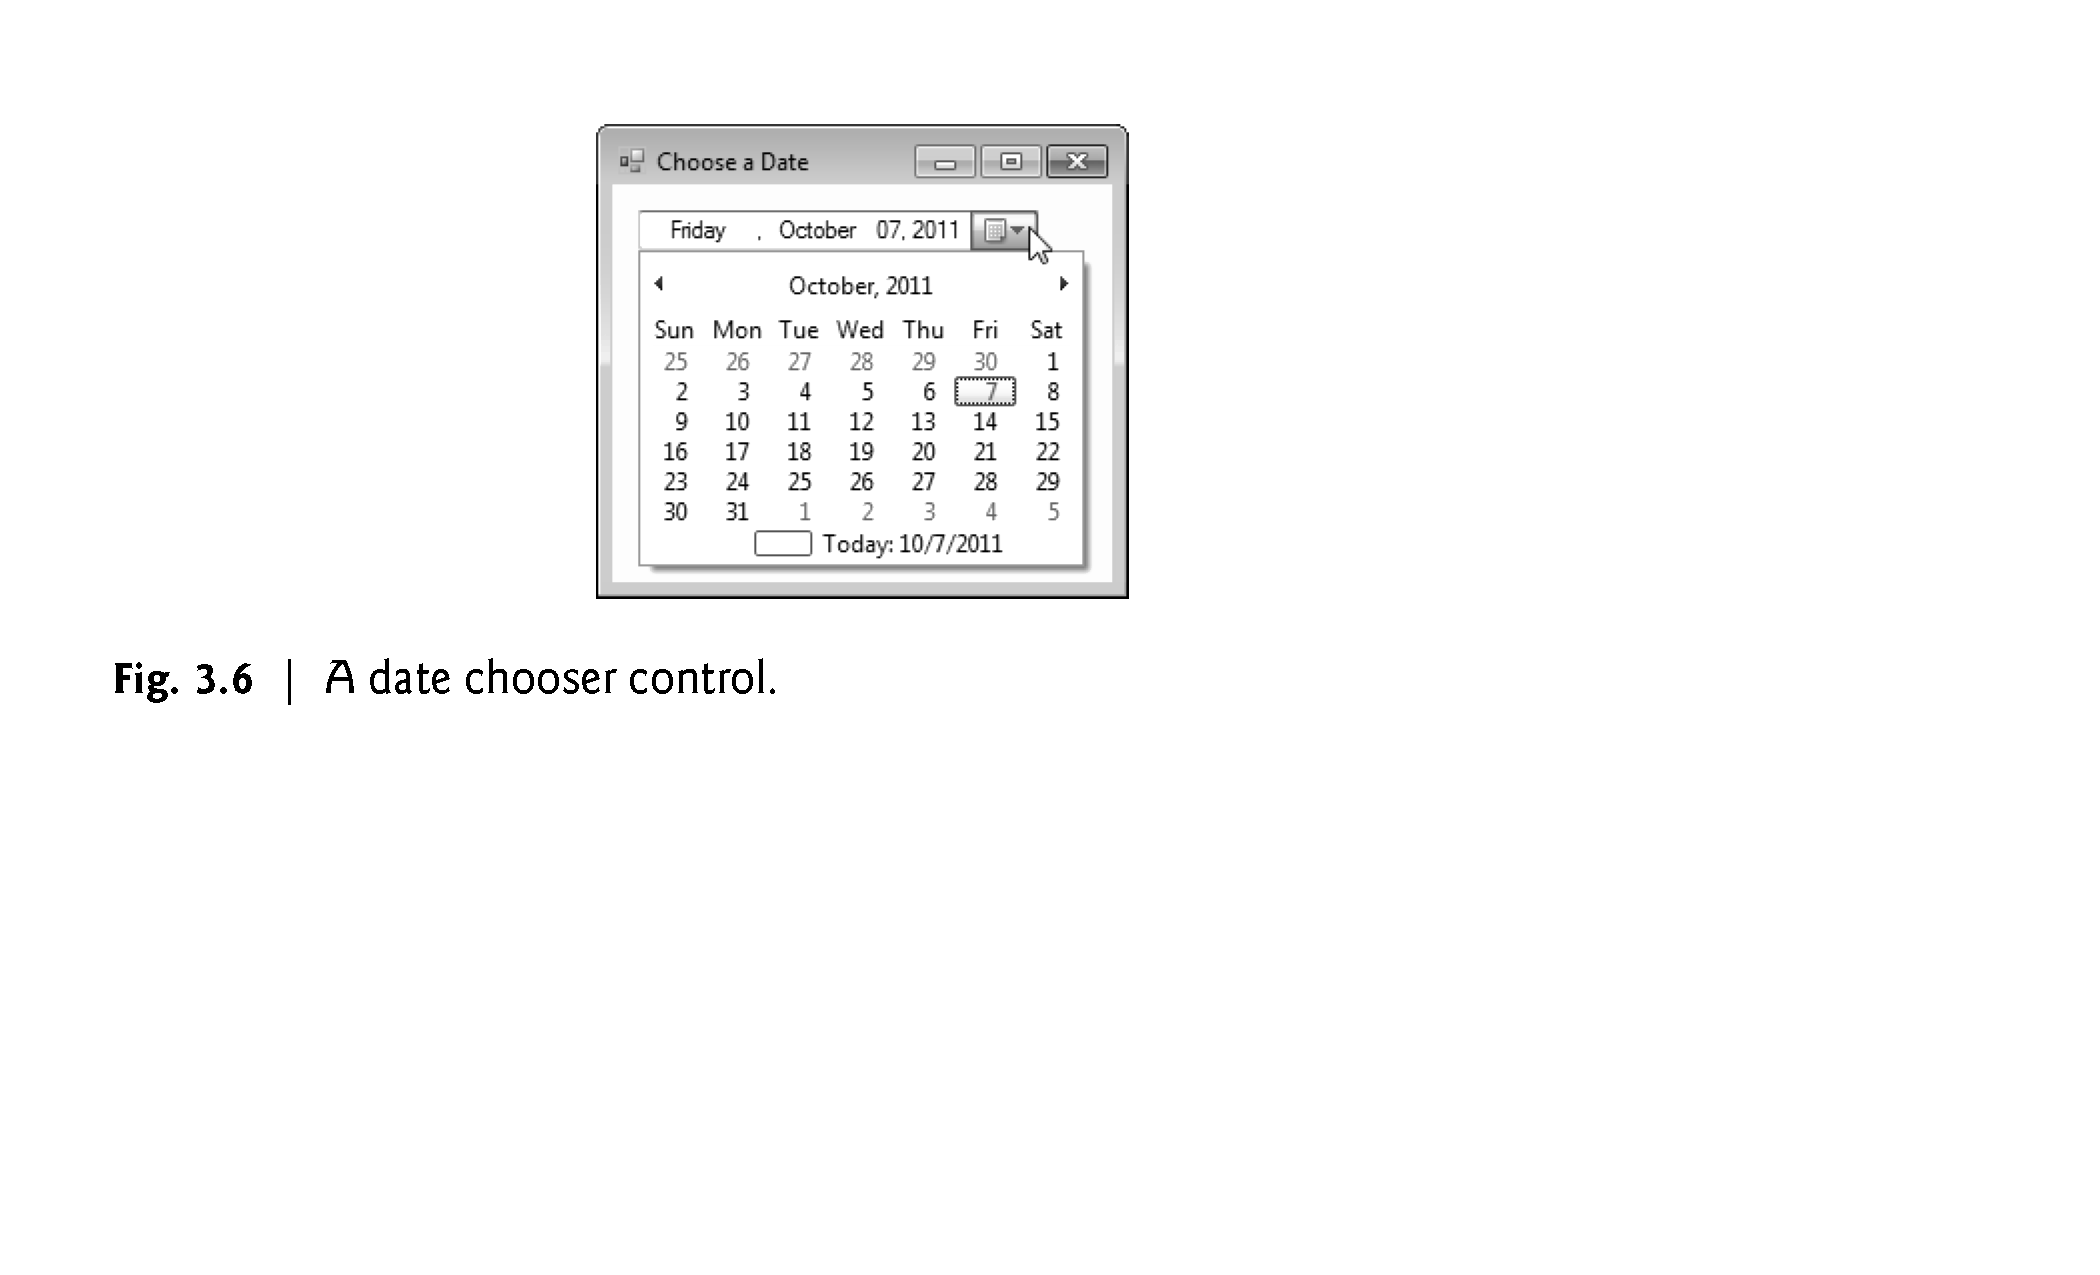 Choose a Date
Friday , October 07, 2011
October, 2011
Sun Mon Tue Wed Thu Fri Sat
25 26 27 28 29 30 1
2 3 4 5 6 7 8
9 10 11 12 13 14 15
16 17 18 19 20 21 22
23 24 25 26 27 28 29
30 31 1 2 3 4 5
Today: 10/7/2011
Fig. 3.6 | A date chooser control.